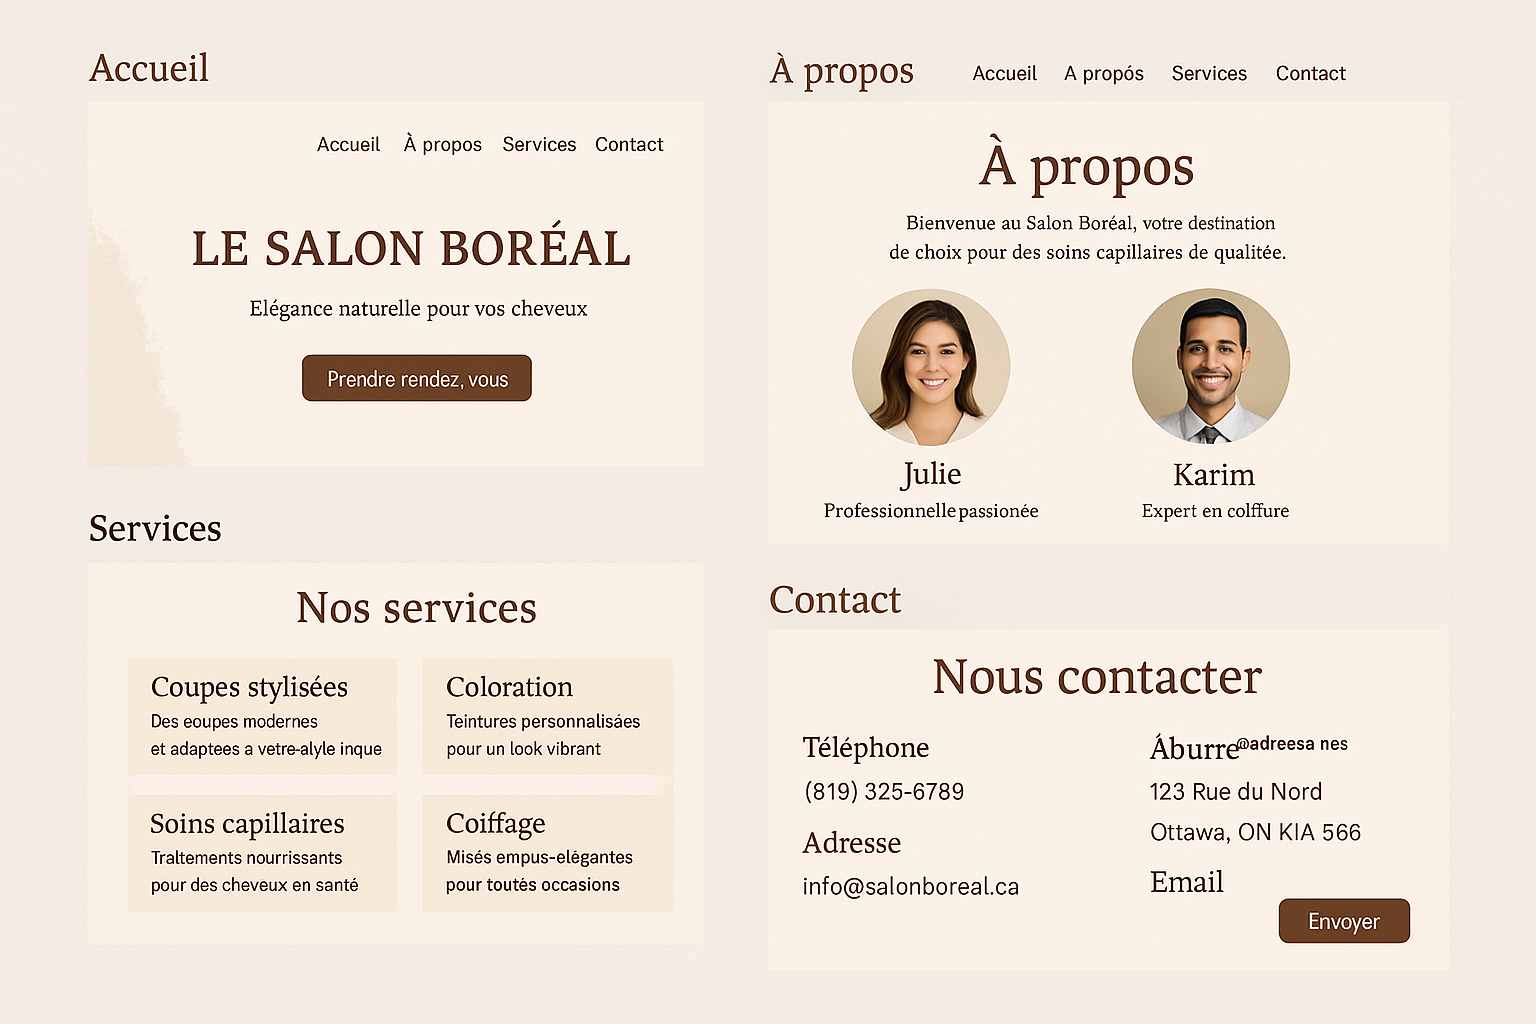 Accueil
Accueil À propos Services Contact
LE SALON BORÉAL
Elégance naturelle pour vos cheveux
Prendre rendez, vous
Services
Nos services
Coupes stylisées
Des eoupes modernes
et adaptees a vetre-alyle inque
Coloration
Teintures personnalisáes
pour un look vibrant
Soins capillaires
Traltements nourrissants
pour des cheveux en santé
Coiffage
Misés empus-elégantes
pour toutés occasions
À propos
Accueil A propós Services Contact
À propos
Bienvenue au Salon Boréal, votre destination
de choix pour des soins capillaires de qualitée.
Julie
Professionnelle passionée
Karim
Expert en colffure
Contact
Nous contacter
Téléphone
(819) 325-6789
Adresse
info@salonboreal.ca
Áburre@adreesa nes
123 Rue du Nord
Ottawa, ON KIA 566
Email
Envoyer